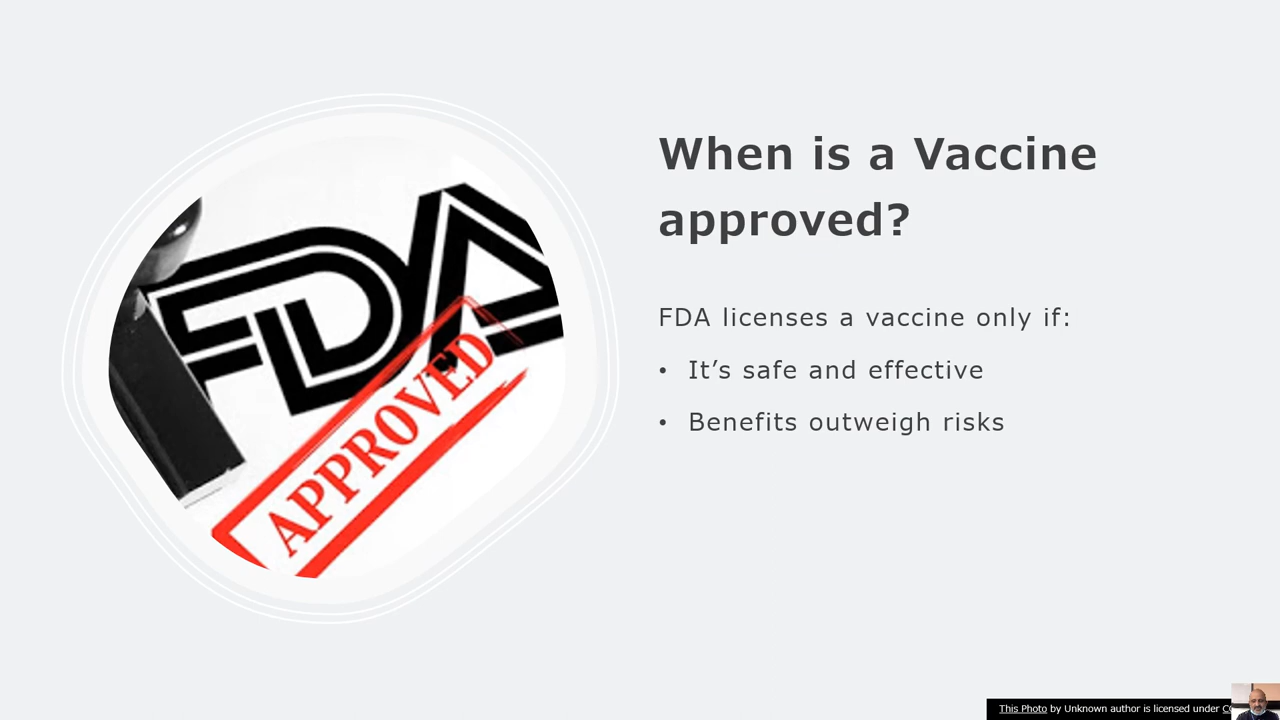 When is a Vaccine
approved?
FDA licenses a vaccine only if:
• It’s safe and effective
• Benefits outweigh risks
FDA
APPROVED
This Photo by Unknown author is licensed under